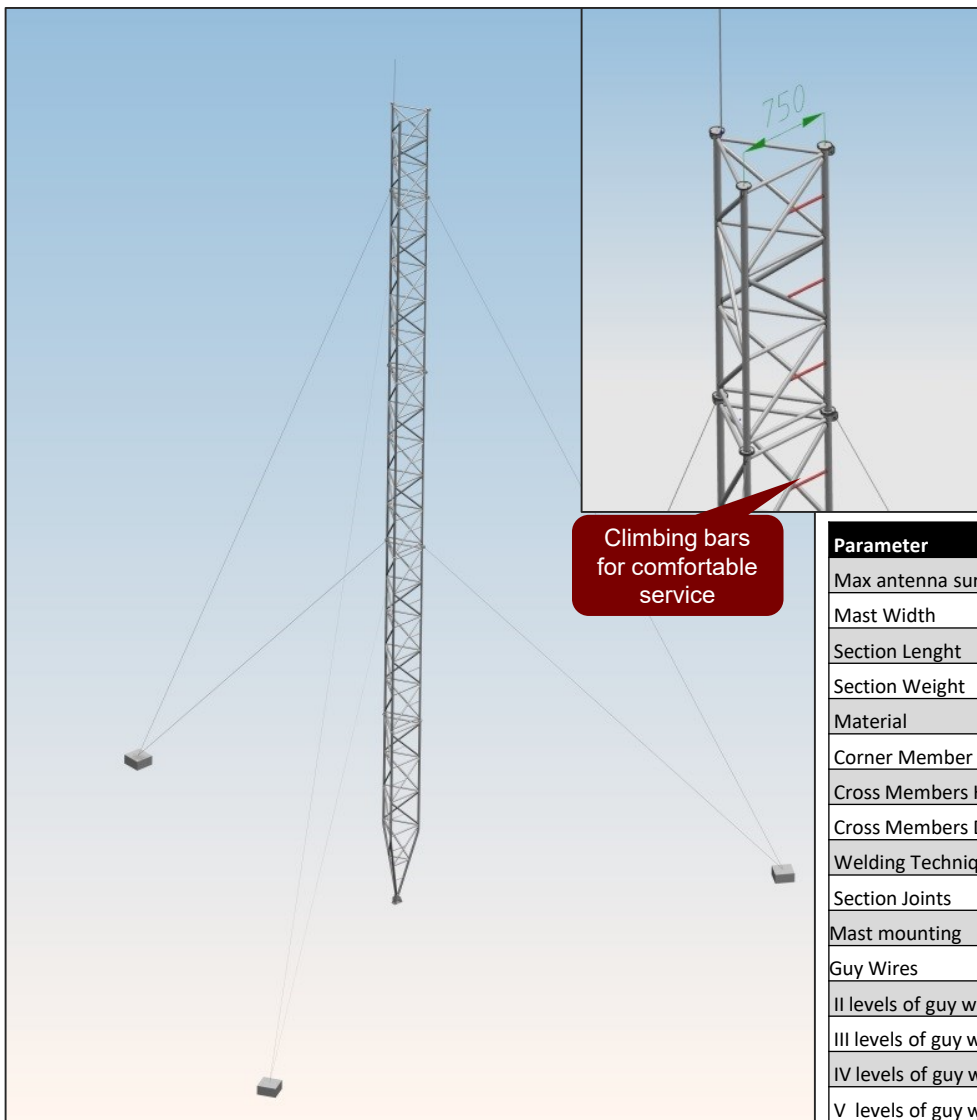 750
Climbing bars
for comfortable
service
Parameter
Max antenna sur
Mast Width
Section Lenght
Section Weight
Material
Corner Member
Cross Members
Cross Members
Welding Techniq
Section Joints
Mast mounting
Guy Wires
II levels of guy w
III levels of guy w
IV levels of guy w
V levels of guy w